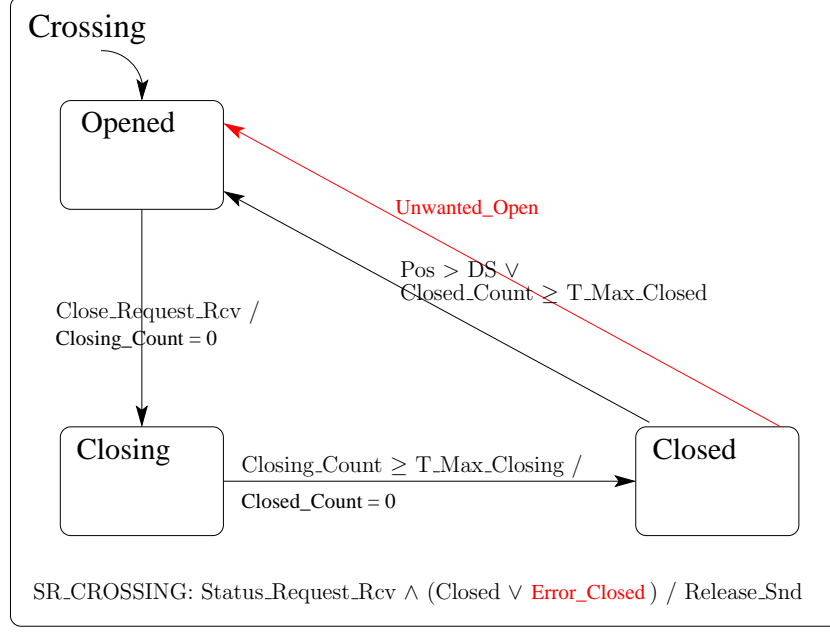 Crossing
Opened
Unwanted_Open
Pos > DS ∨
Closed_Count ≥ T_Max_Closed
Close_Request_Rcv /
Closing_Count = 0
Closing
Closed
Closing_Count ≥ T_Max_Closing /
Closed_Count = 0
SR_CROSSING: Status_Request_Rcv ∧ (Closed ∨ Error_Closed) / Release_Snd